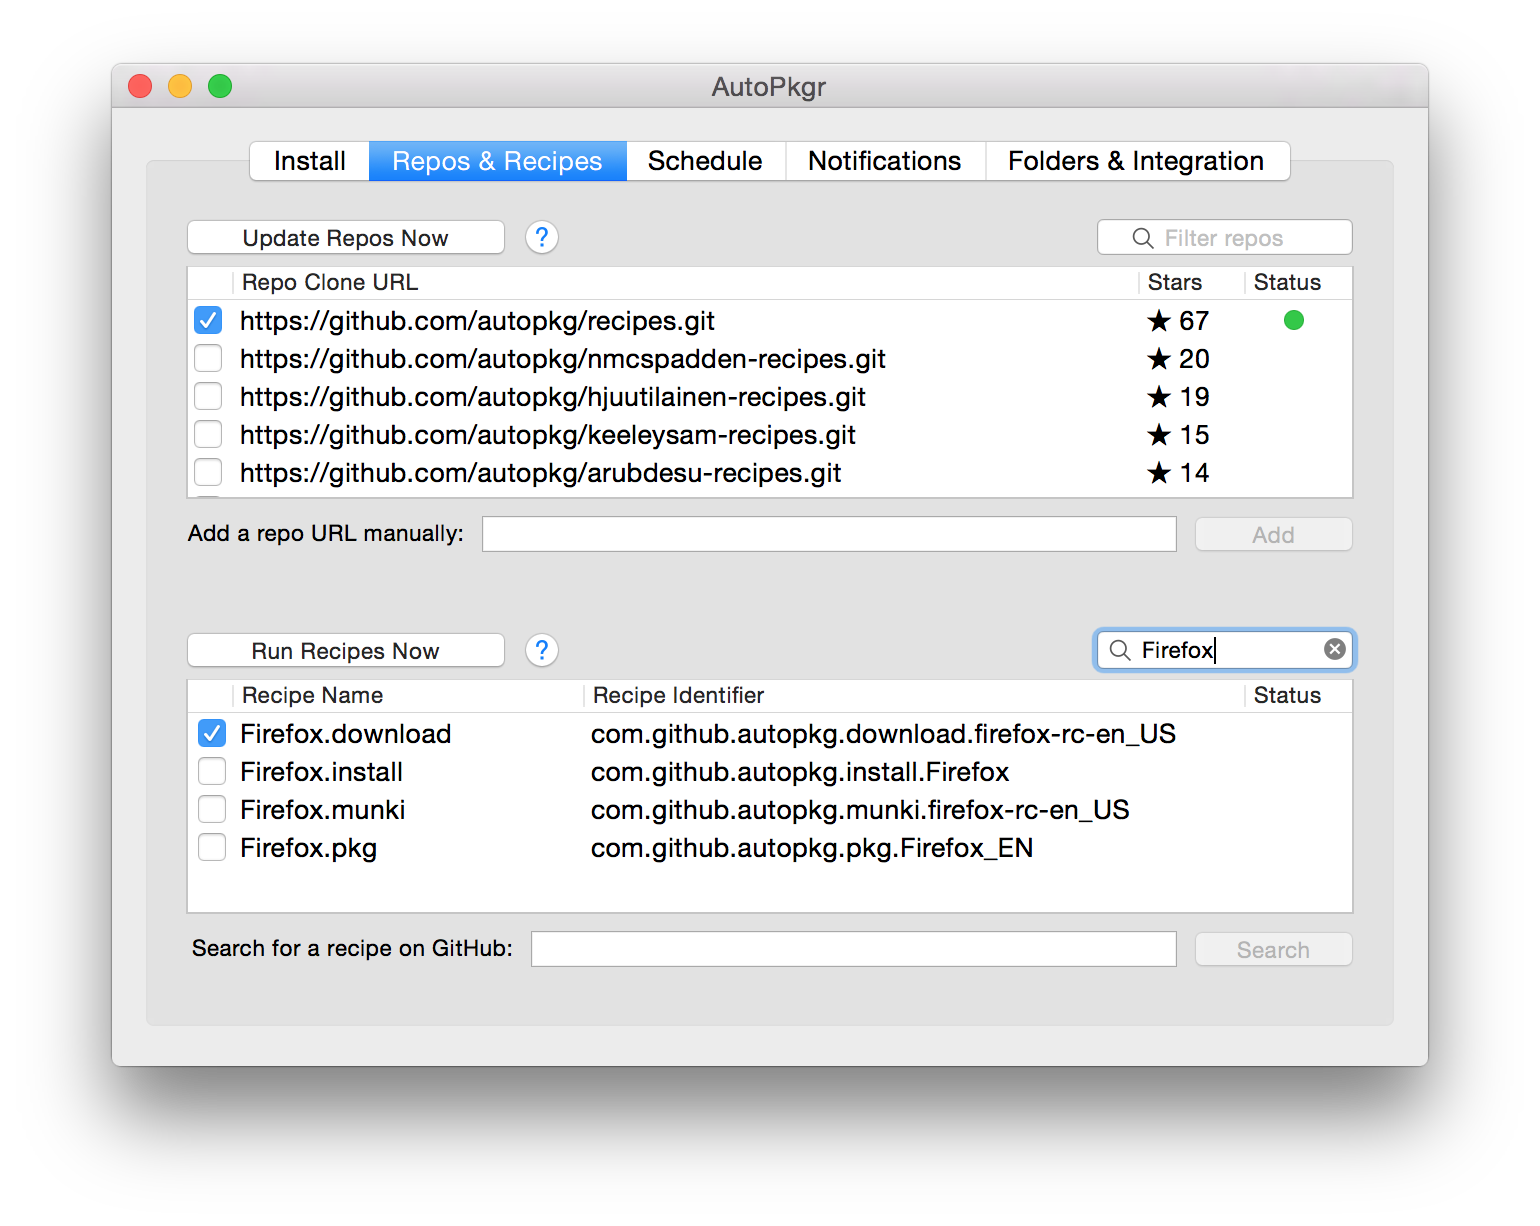 AutoPkgr
Install Repos & Recipes Schedule Notifications Folders & Integration
Update Repos Now ? Filter repos
Repo Clone URL Stars Status
https://github.com/autopkg/recipes.git ★ 67
https://github.com/autopkg/nmcspadden-recipes.git ★ 20
https://github.com/autopkg/hjuutilainen-recipes.git ★ 19
https://github.com/autopkg/keeleysam-recipes.git ★ 15
https://github.com/autopkg/arubdesu-recipes.git ★ 14
Add a repo URL manually: Add
Run Recipes Now ? Firefox
Recipe Name Recipe Identifier Status
Firefox.download com.github.autopkg.download.firefox-rc-en_US
Firefox.install com.github.autopkg.install.Firefox
Firefox.munki com.github.autopkg.munki.firefox-rc-en_US
Firefox.pkg com.github.autopkg.pkg.Firefox_EN
Search for a recipe on GitHub: Search